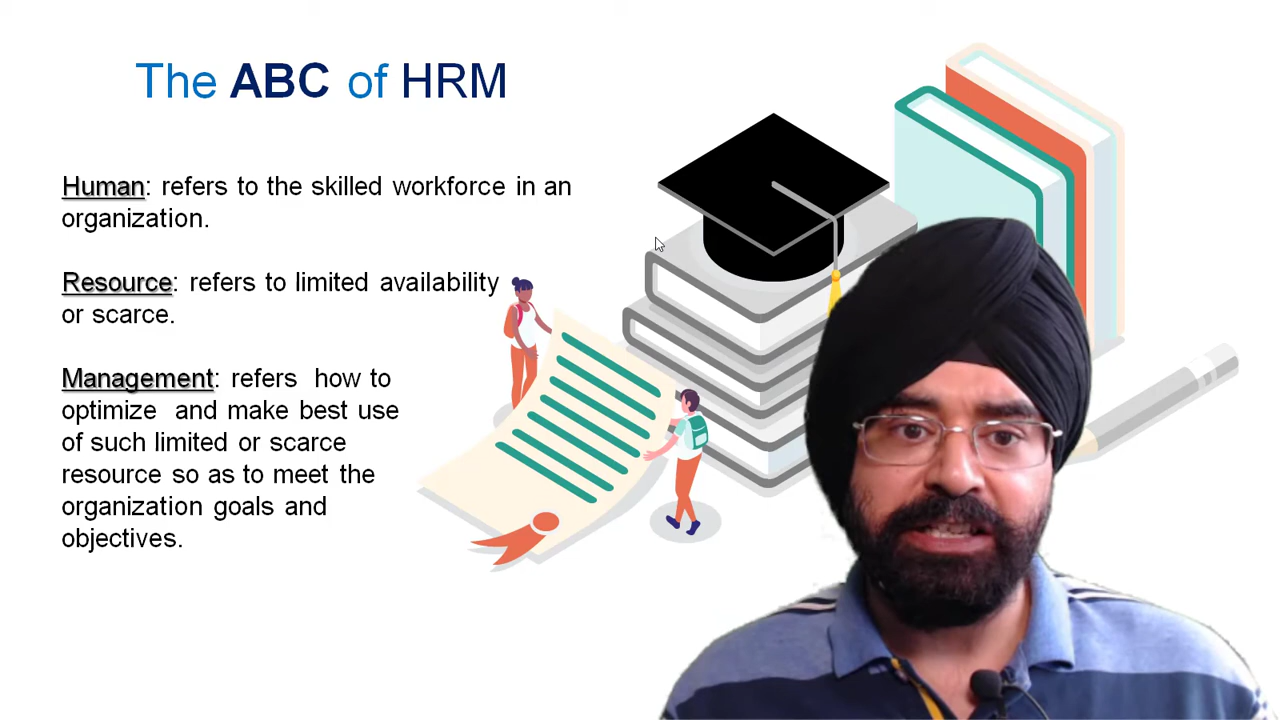 The ABC of HRM
Human: refers to the skilled workforce in an
organization.
Resource: refers to limited availability
or scarce.
Management: refers  how to
optimize  and make best use
of such limited or scarce
resource so as to meet the
organization goals and
objectives.